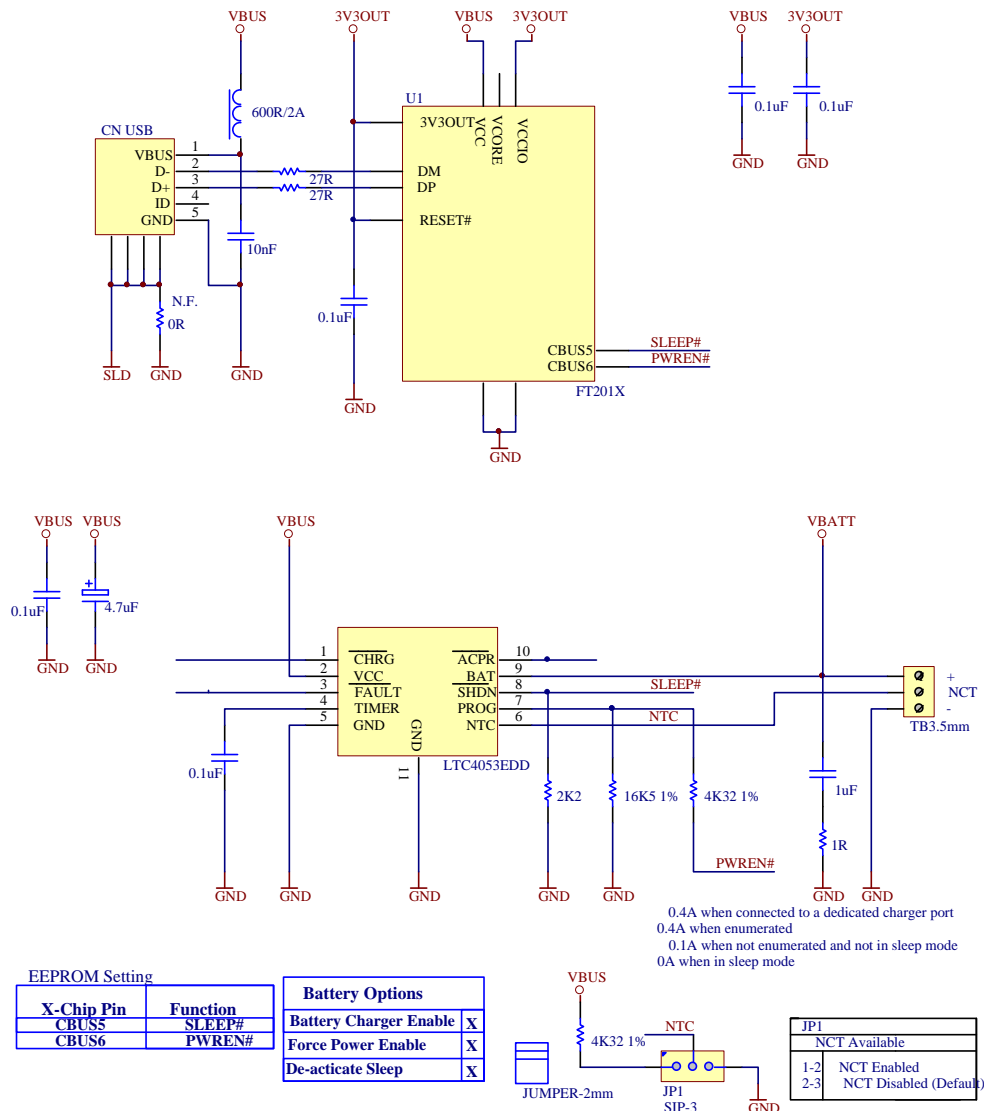 VBUS
3V3OUT
VBUS
3V3OUT
VBUS
3V3OUT
600R/2A
0.1uF
0.1uF
GND
GND
U1
3V3OUT
VCC
VCORE
VCCIO
DM
DP
RESET#
CBUS5
CBUS6
FT201X
SLEEP#
PWREN#
CN USB
VBUS
D-
D+
ID
GND
1
2
3
4
5
27R
27R
10nF
N.F.
0R
0.1uF
SLD
GND
GND
GND
GND
VBUS
VBUS
VBUS
VBATT
0.1uF
4.7uF
GND
GND
1
2
3
4
5
CHRG
VCC
FAULT
TIMER
GND
GND
11
ACPR
BAT
SHDN
PROG
NTC
10
9
8
7
6
LTC4053EDD
SLEEP#
NTC
+
NCT
-
TB3.5mm
0.1uF
2K2
16K5 1%
4K32 1%
1uF
1R
PWREN#
GND
GND
GND
GND
GND
GND
GND
0.4A when connected to a dedicated charger port
0.4A when enumerated
0.1A when not enumerated and not in sleep mode
0A when in sleep mode
EEPROM Setting
X-Chip Pin Function
CBUS5 SLEEP#
CBUS6 PWREN#
Battery Options
Battery Charger Enable X
Force Power Enable X
De-acticate Sleep X
JUMPER-2mm
VBUS
4K32 1%
NTC
JP1
SIP-3
GND
JP1
NCT Available
1-2 NCT Enabled
2-3 NCT Disabled (Default)